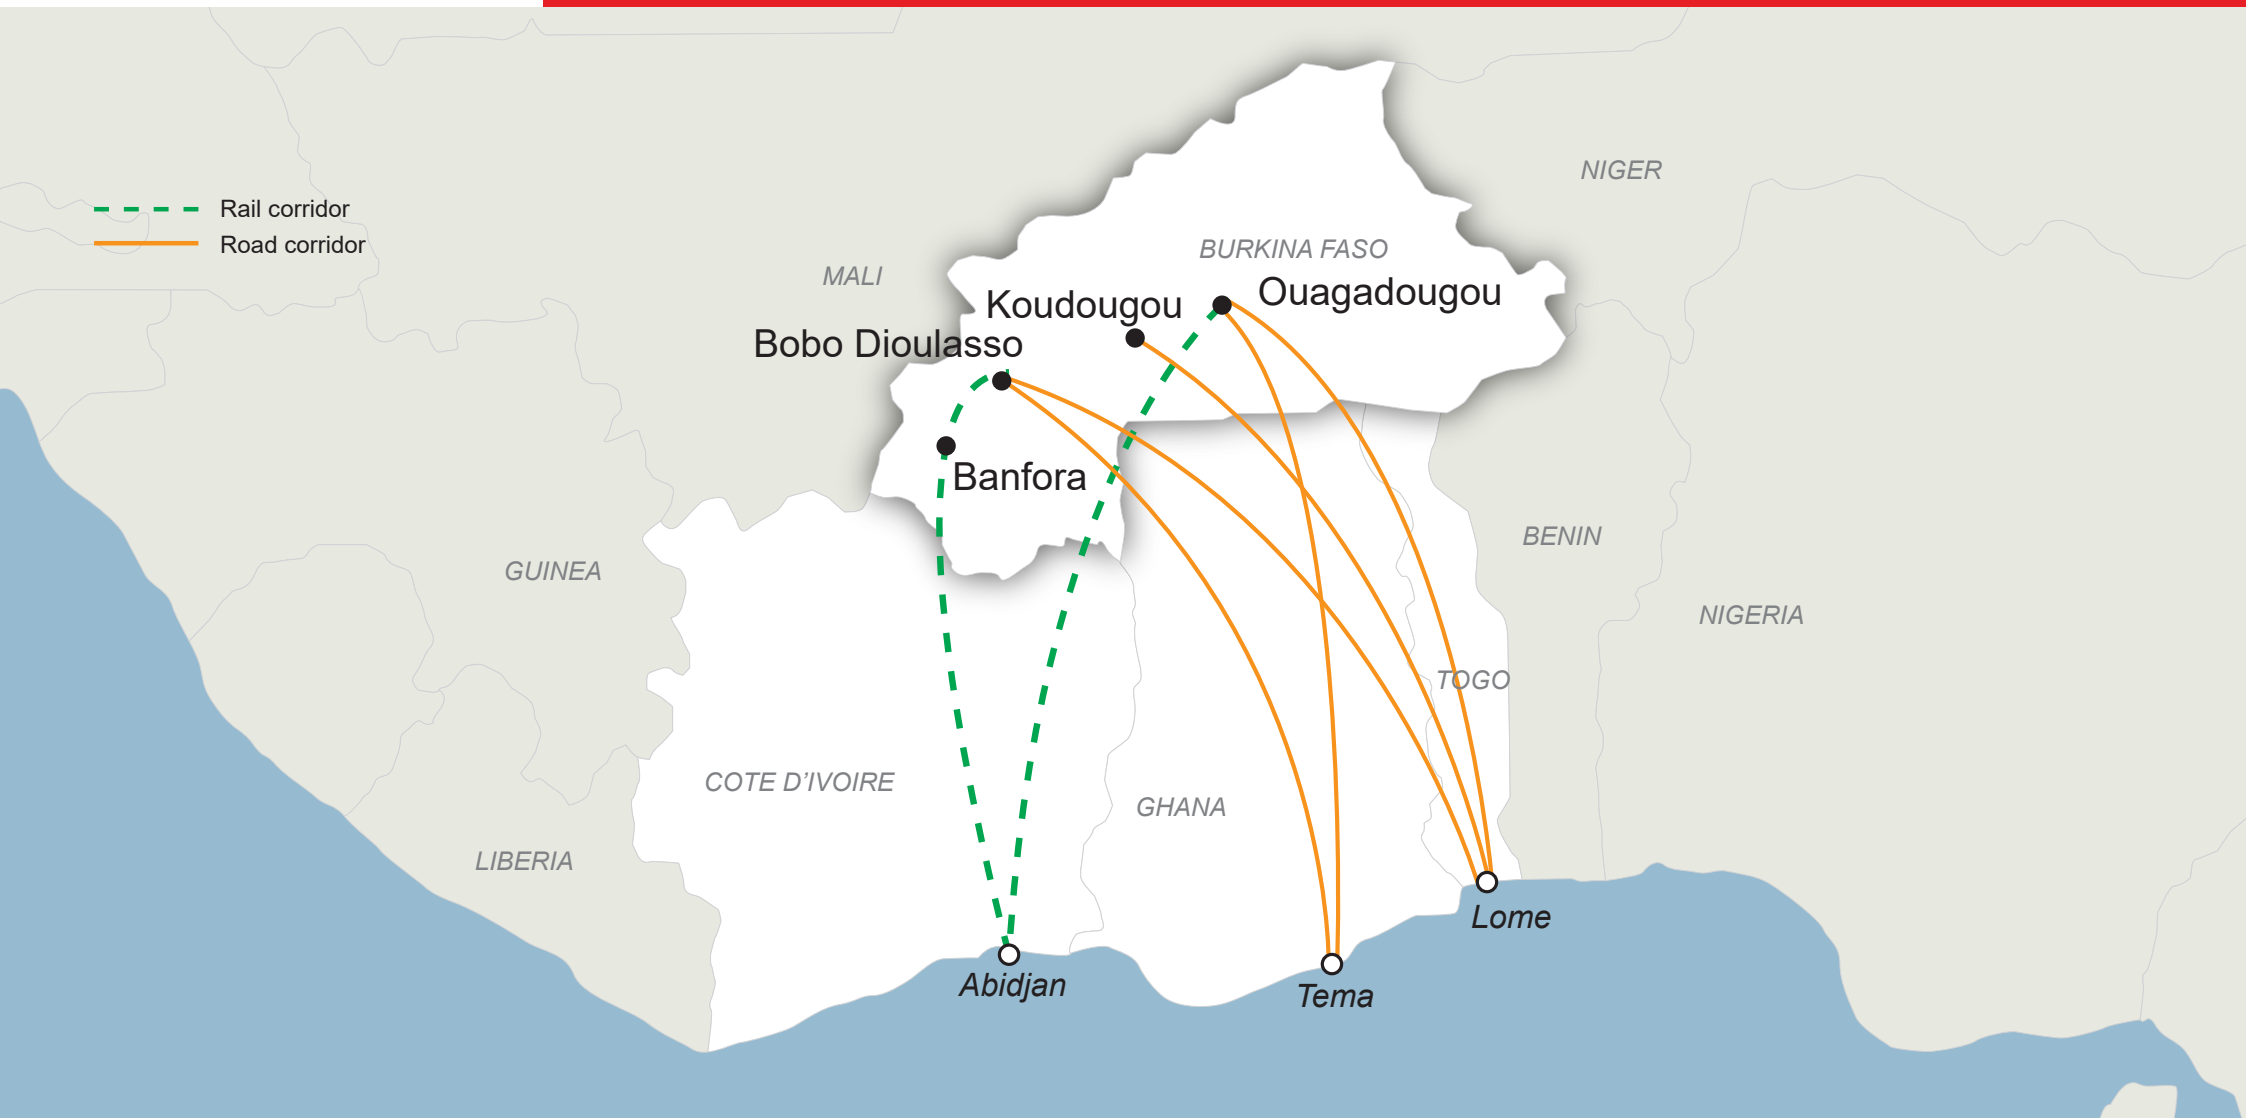 NIGER
Rail corridor
Road corridor
BURKINA FASO
MALI
Ouagadougou
Koudougou
Bobo Dioulasso
Banfora
BENIN
GUINEA
NIGERIA
TOGO
COTE D’IVOIRE
GHANA
LIBERIA
Lome
Abidjan
Tema